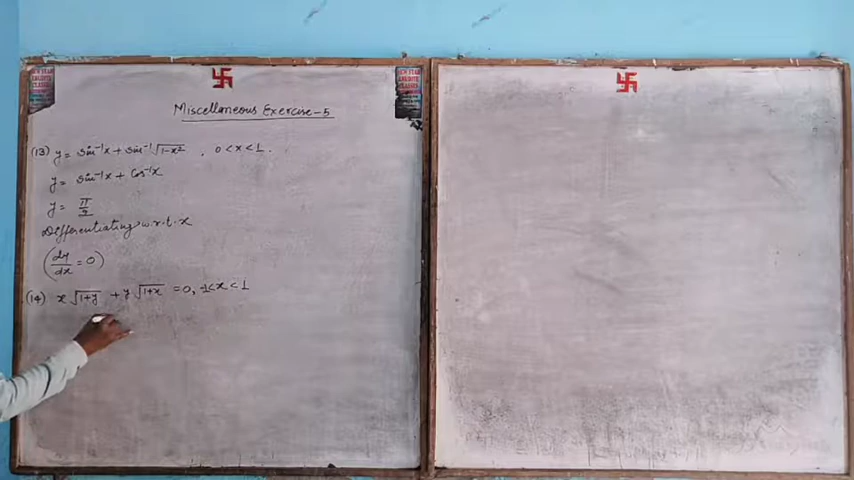 Miscellaneous Exercise-5
(13) y = sin⁻¹x + sin⁻¹√(1-x²) , 0 < x < 1.
y = sin⁻¹x + cos⁻¹x
y = π/2
Differentiating w.r.t. x
(dy/dx = 0)
(14) x √(1+y) + y √(1+x) = 0, -1 < x < 1